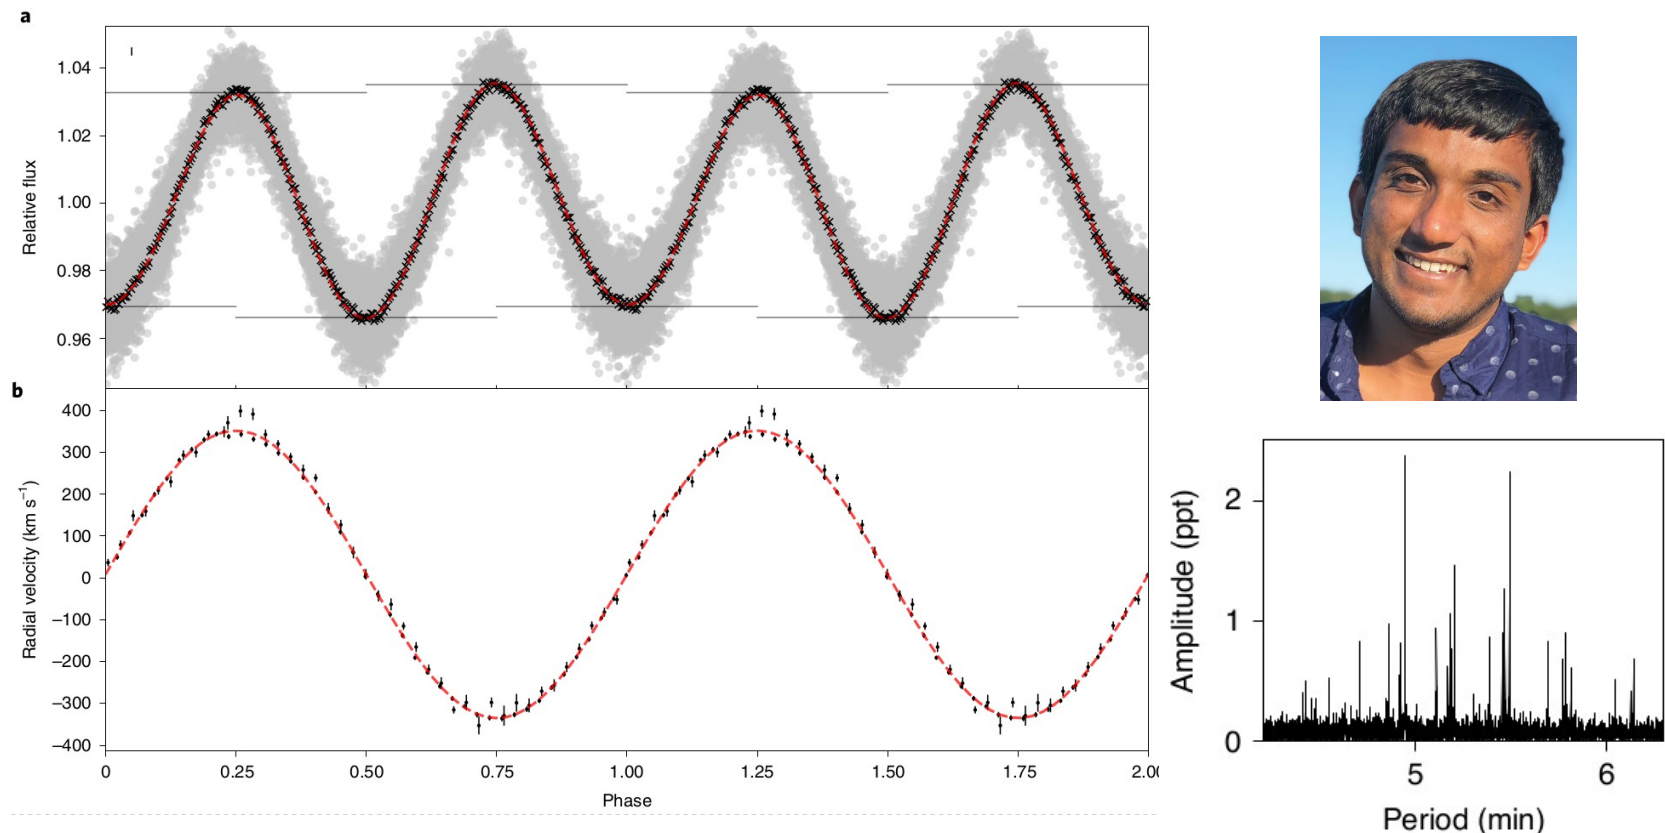 a
Relative flux
1.04
1.02
1.00
0.98
0.96
b
Radial velocity (km s⁻¹)
400
300
200
100
0
−100
−200
−300
−400
0 0.25 0.50 0.75 1.00 1.25 1.50 1.75 2.00
Phase
Amplitude (ppt)
2
1
0
5 6
Period (min)